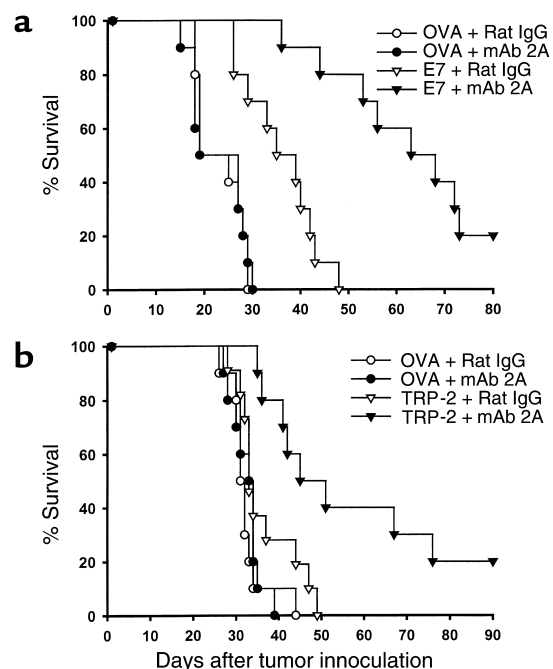 a
OVA + Rat IgG
OVA + mAb 2A
E7 + Rat IgG
E7 + mAb 2A
% Survival
100
80
60
40
20
0
0 10 20 30 40 50 60 70 80
b
OVA + Rat IgG
OVA + mAb 2A
TRP-2 + Rat IgG
TRP-2 + mAb 2A
% Survival
100
80
60
40
20
0
0 10 20 30 40 50 60 70 80 90
Days after tumor innoculation